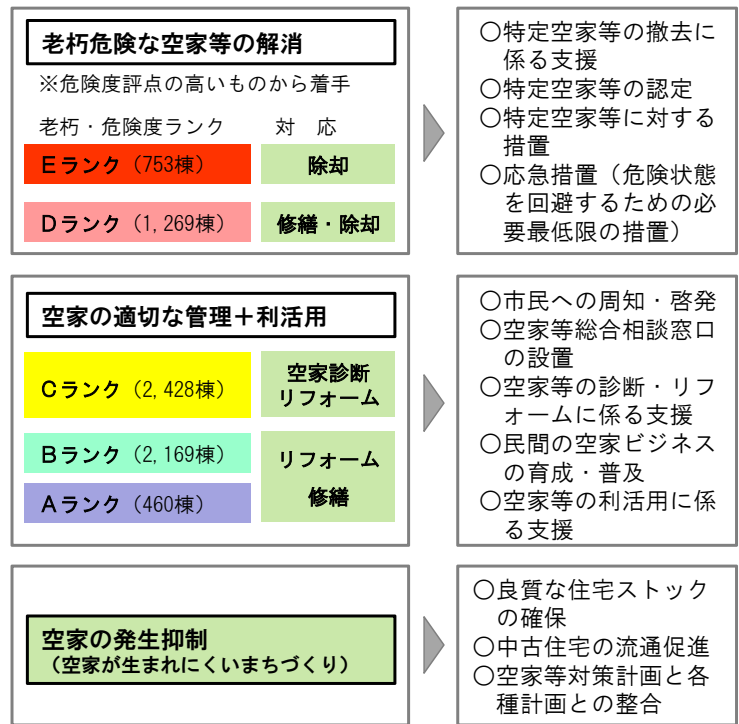 老朽危険な空家等の解消
※危険度評点の高いものから着手
老朽・危険度ランク　　対　応
Eランク（753棟）　除却
Dランク（1,269棟）　修繕・除却
○特定空家等の撤去に
係る支援
○特定空家等の認定
○特定空家等に対する
措置
○応急措置（危険状態
を回避するための必
要最低限の措置）
空家の適切な管理＋利活用
Cランク（2,428棟）
空家診断
リフォーム
Bランク（2,169棟）
Aランク（460棟）
リフォーム
修繕
○市民への周知・啓発
○空家等総合相談窓口
の設置
○空家等の診断・リフ
ォームに係る支援
○民間の空家ビジネス
の育成・普及
○空家等の利活用に係
る支援
空家の発生抑制
（空家が生まれにくいまちづくり）
○良質な住宅ストック
の確保
○中古住宅の流通促進
○空家等対策計画と各
種計画との整合